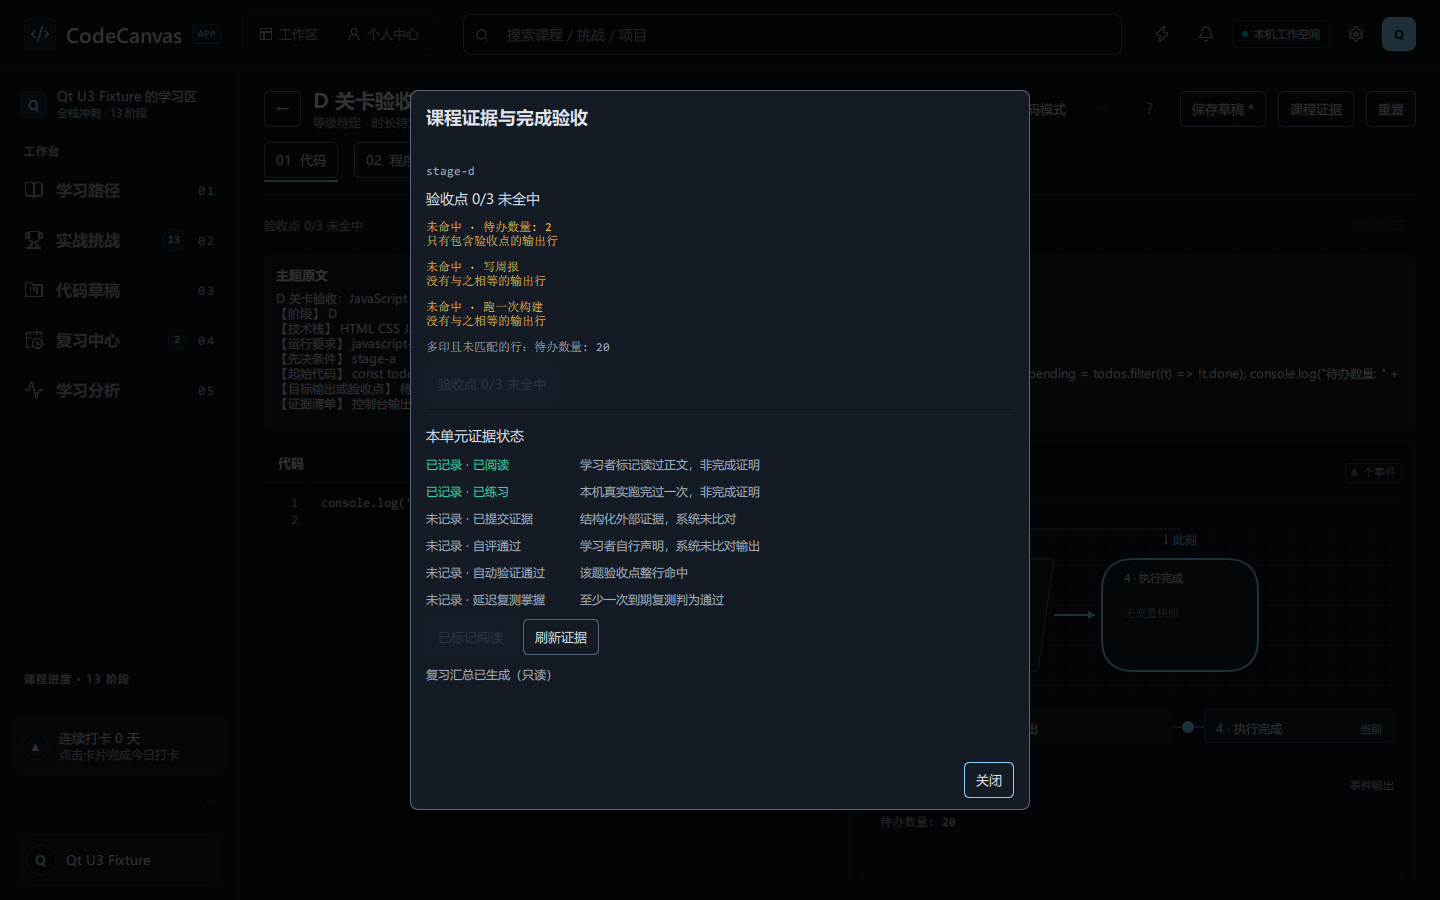 CodeCanvas APP
工作区
个人中心
搜索课程 / 挑战 / 项目
本机工作空间
Q
Q
Qt U3 Fixture 的学习区
全栈冲刺 · 13 阶段
工作台
学习路径 01
实战挑战 13 02
代码草稿 03
复习中心 2 04
学习分析 05
课程进度 · 13 阶段
连续打卡 0 天
点击卡片完成今日打卡
Q Qt U3 Fixture
D 关卡验收
等级待定 · 时长待
码模式
?
保存草稿 *
课程证据
重置
01 代码
02 程序
验收点 0/3 未全中
主题原文
D 关卡验收：JavaScript
【阶段】 D
【技术栈】 HTML CSS J
【运行要求】 javascript-
【先决条件】 stage-a
【起始代码】 const todo
pending = todos.filter((t) => !t.done); console.log("待办数量: " +
【目标输出或验收点】 待
【证据清单】 控制台输出
代码
1 console.log("
2
4 个事件
↓ 此刻
4 · 执行完成
无变量快照
出
4 · 执行完成 当前
事件输出
待办数量: 20
课程证据与完成验收
stage-d
验收点 0/3 未全中
未命中 · 待办数量: 2
只有包含验收点的输出行
未命中 · 写周报
没有与之相等的输出行
未命中 · 跑一次构建
没有与之相等的输出行
多印且未匹配的行: 待办数量: 20
验收点 0/3 未全中
本单元证据状态
已记录 · 已阅读 学习者标记读过正文，非完成证明
已记录 · 已练习 本机真实跑完过一次，非完成证明
未记录 · 已提交证据 结构化外部证据，系统未比对
未记录 · 自评通过 学习者自行声明，系统未比对输出
未记录 · 自动验证通过 该题验收点整行命中
未记录 · 延迟复测掌握 至少一次到期复测判为通过
已标记阅读
刷新证据
复习汇总已生成（只读）
关闭